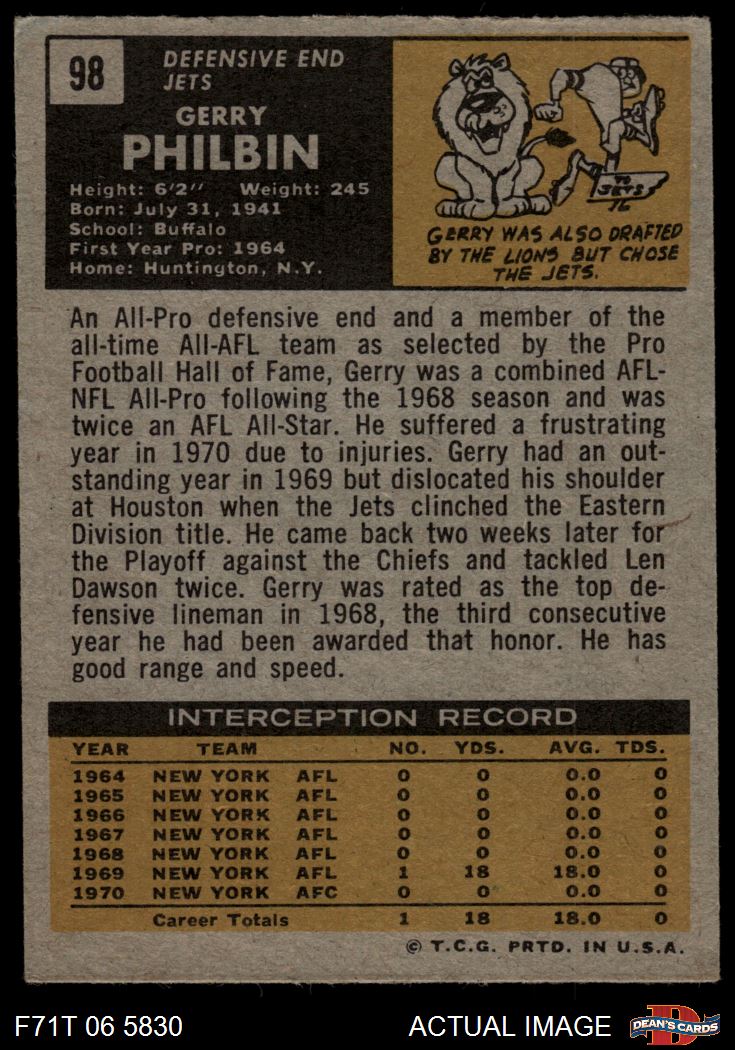 98
DEFENSIVE END
JETS
GERRY
PHILBIN
Height: 6'2" Weight: 245
Born: July 31, 1941
School: Buffalo
First Year Pro: 1964
Home: Huntington, N.Y.
TO
JETS
GERRY WAS ALSO DRAFTED
BY THE LIONS BUT CHOSE
THE JETS.
An All-Pro defensive end and a member of the
all-time All-AFL team as selected by the Pro
Football Hall of Fame, Gerry was a combined AFL-
NFL All-Pro following the 1968 season and was
twice an AFL All-Star. He suffered a frustrating
year in 1970 due to injuries. Gerry had an out-
standing year in 1969 but dislocated his shoulder
at Houston when the Jets clinched the Eastern
Division title. He came back two weeks later for
the Playoff against the Chiefs and tackled Len
Dawson twice. Gerry was rated as the top de-
fensive lineman in 1968, the third consecutive
year he had been awarded that honor. He has
good range and speed.
INTERCEPTION RECORD
YEAR TEAM NO. YDS. AVG. TDS.
1964 NEW YORK AFL 0 0 0.0 0
1965 NEW YORK AFL 0 0 0.0 0
1966 NEW YORK AFL 0 0 0.0 0
1967 NEW YORK AFL 0 0 0.0 0
1968 NEW YORK AFL 0 0 0.0 0
1969 NEW YORK AFL 1 18 18.0 0
1970 NEW YORK AFC 0 0 0.0 0
Career Totals 1 18 18.0 0
© T.C.G. PRTD. IN U.S.A.
F71T 06 5830 ACTUAL IMAGE
D
DEAN'S CARDS